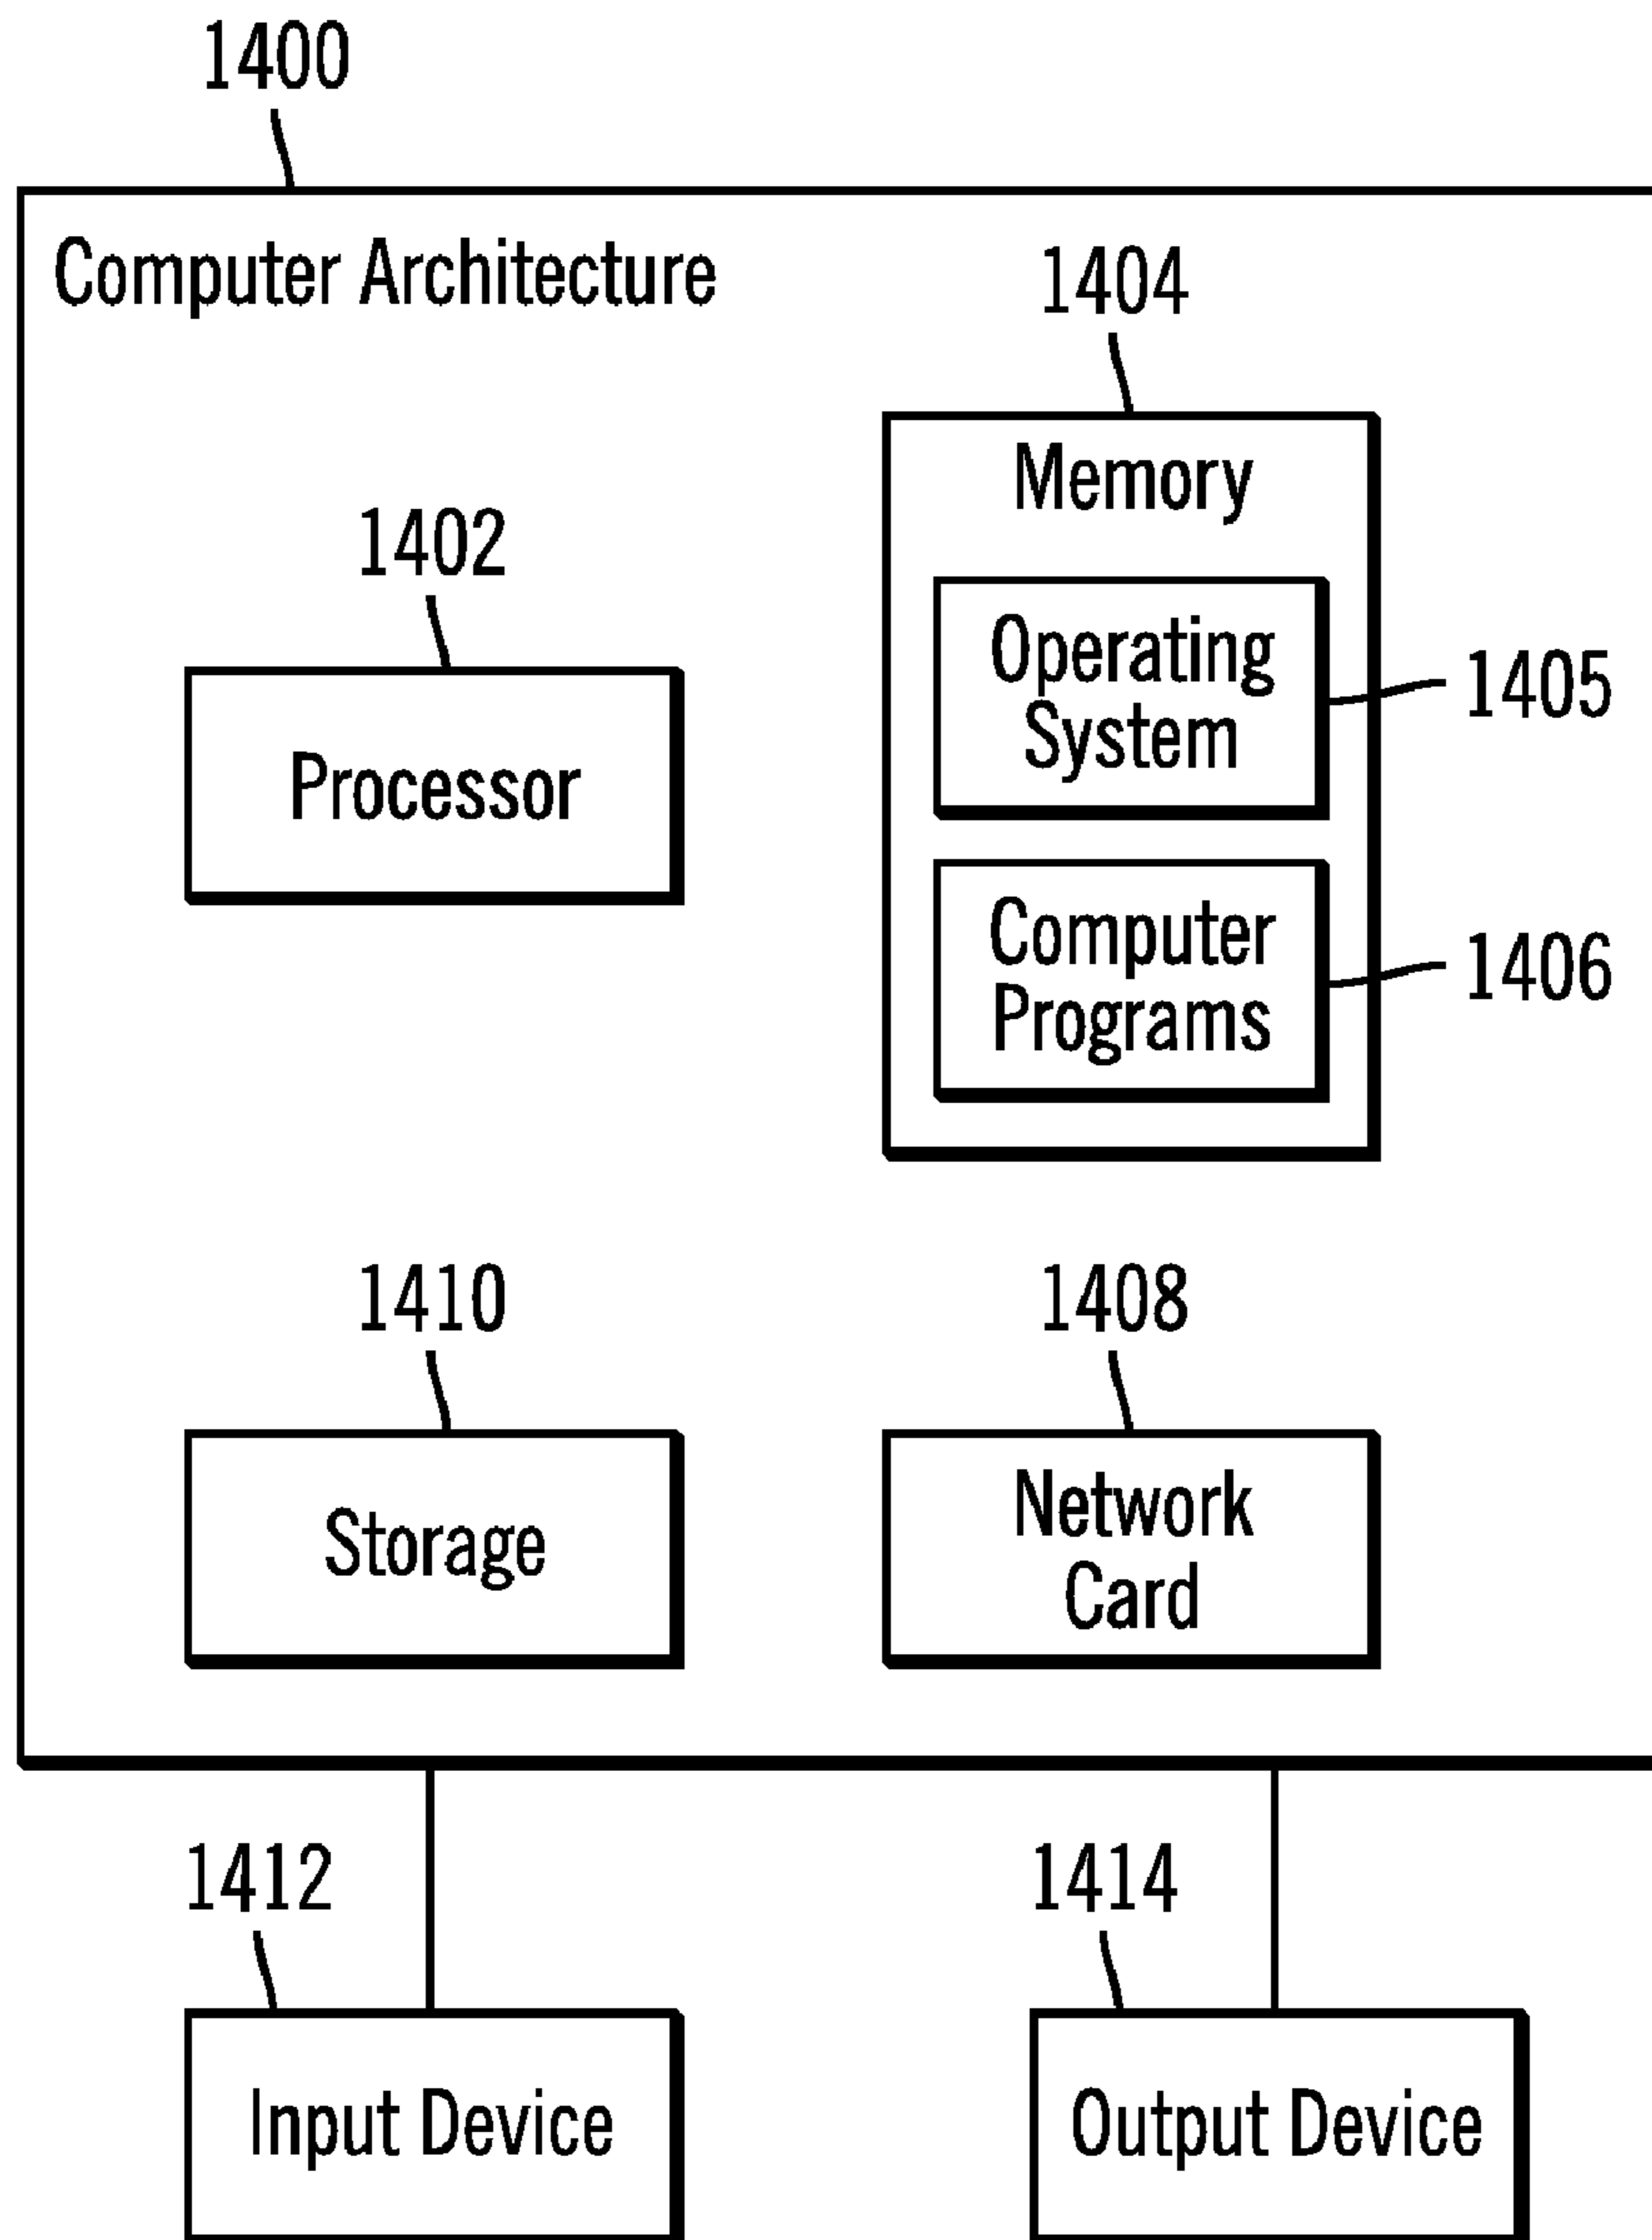 1400
Computer Architecture
1404
Memory
1402
Operating
System
1405
Processor
Computer
Programs
1406
1410
1408
Storage
Network
Card
1412
1414
Input Device
Output Device